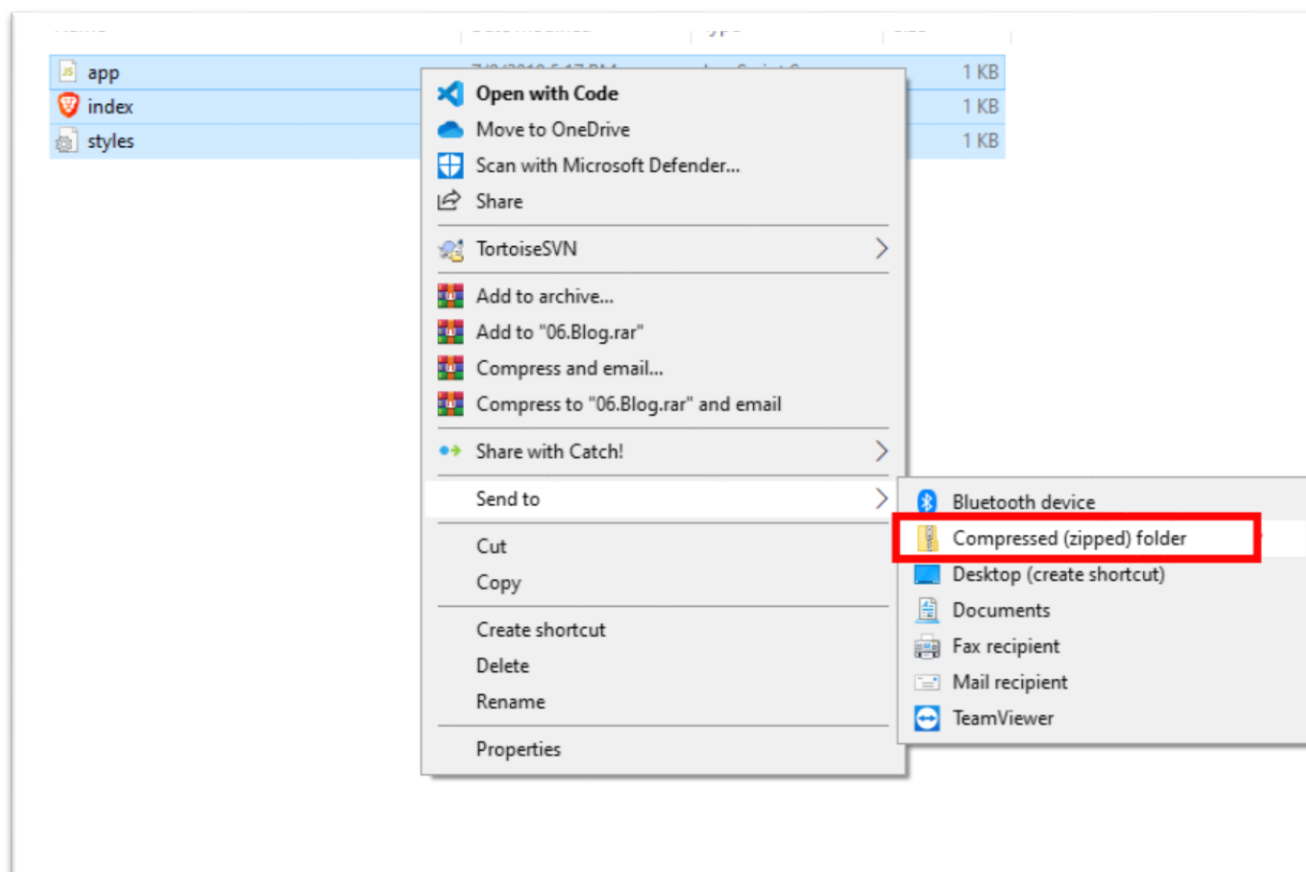 app 1 KB
index 1 KB
styles 1 KB
Open with Code
Move to OneDrive
Scan with Microsoft Defender...
Share
TortoiseSVN
Add to archive...
Add to "06.Blog.rar"
Compress and email...
Compress to "06.Blog.rar" and email
Share with Catch!
Send to
Bluetooth device
Compressed (zipped) folder
Desktop (create shortcut)
Documents
Fax recipient
Mail recipient
TeamViewer
Cut
Copy
Create shortcut
Delete
Rename
Properties